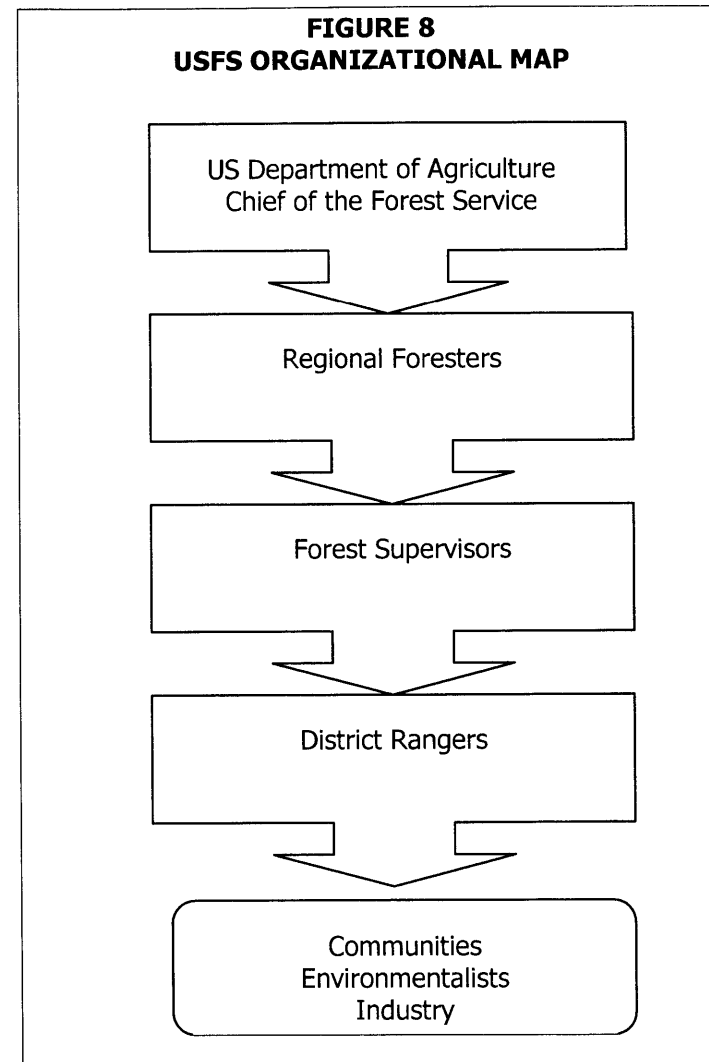 FIGURE 8
USFS ORGANIZATIONAL MAP
US Department of Agriculture
Chief of the Forest Service
Regional Foresters
Forest Supervisors
District Rangers
Communities
Environmentalists
Industry